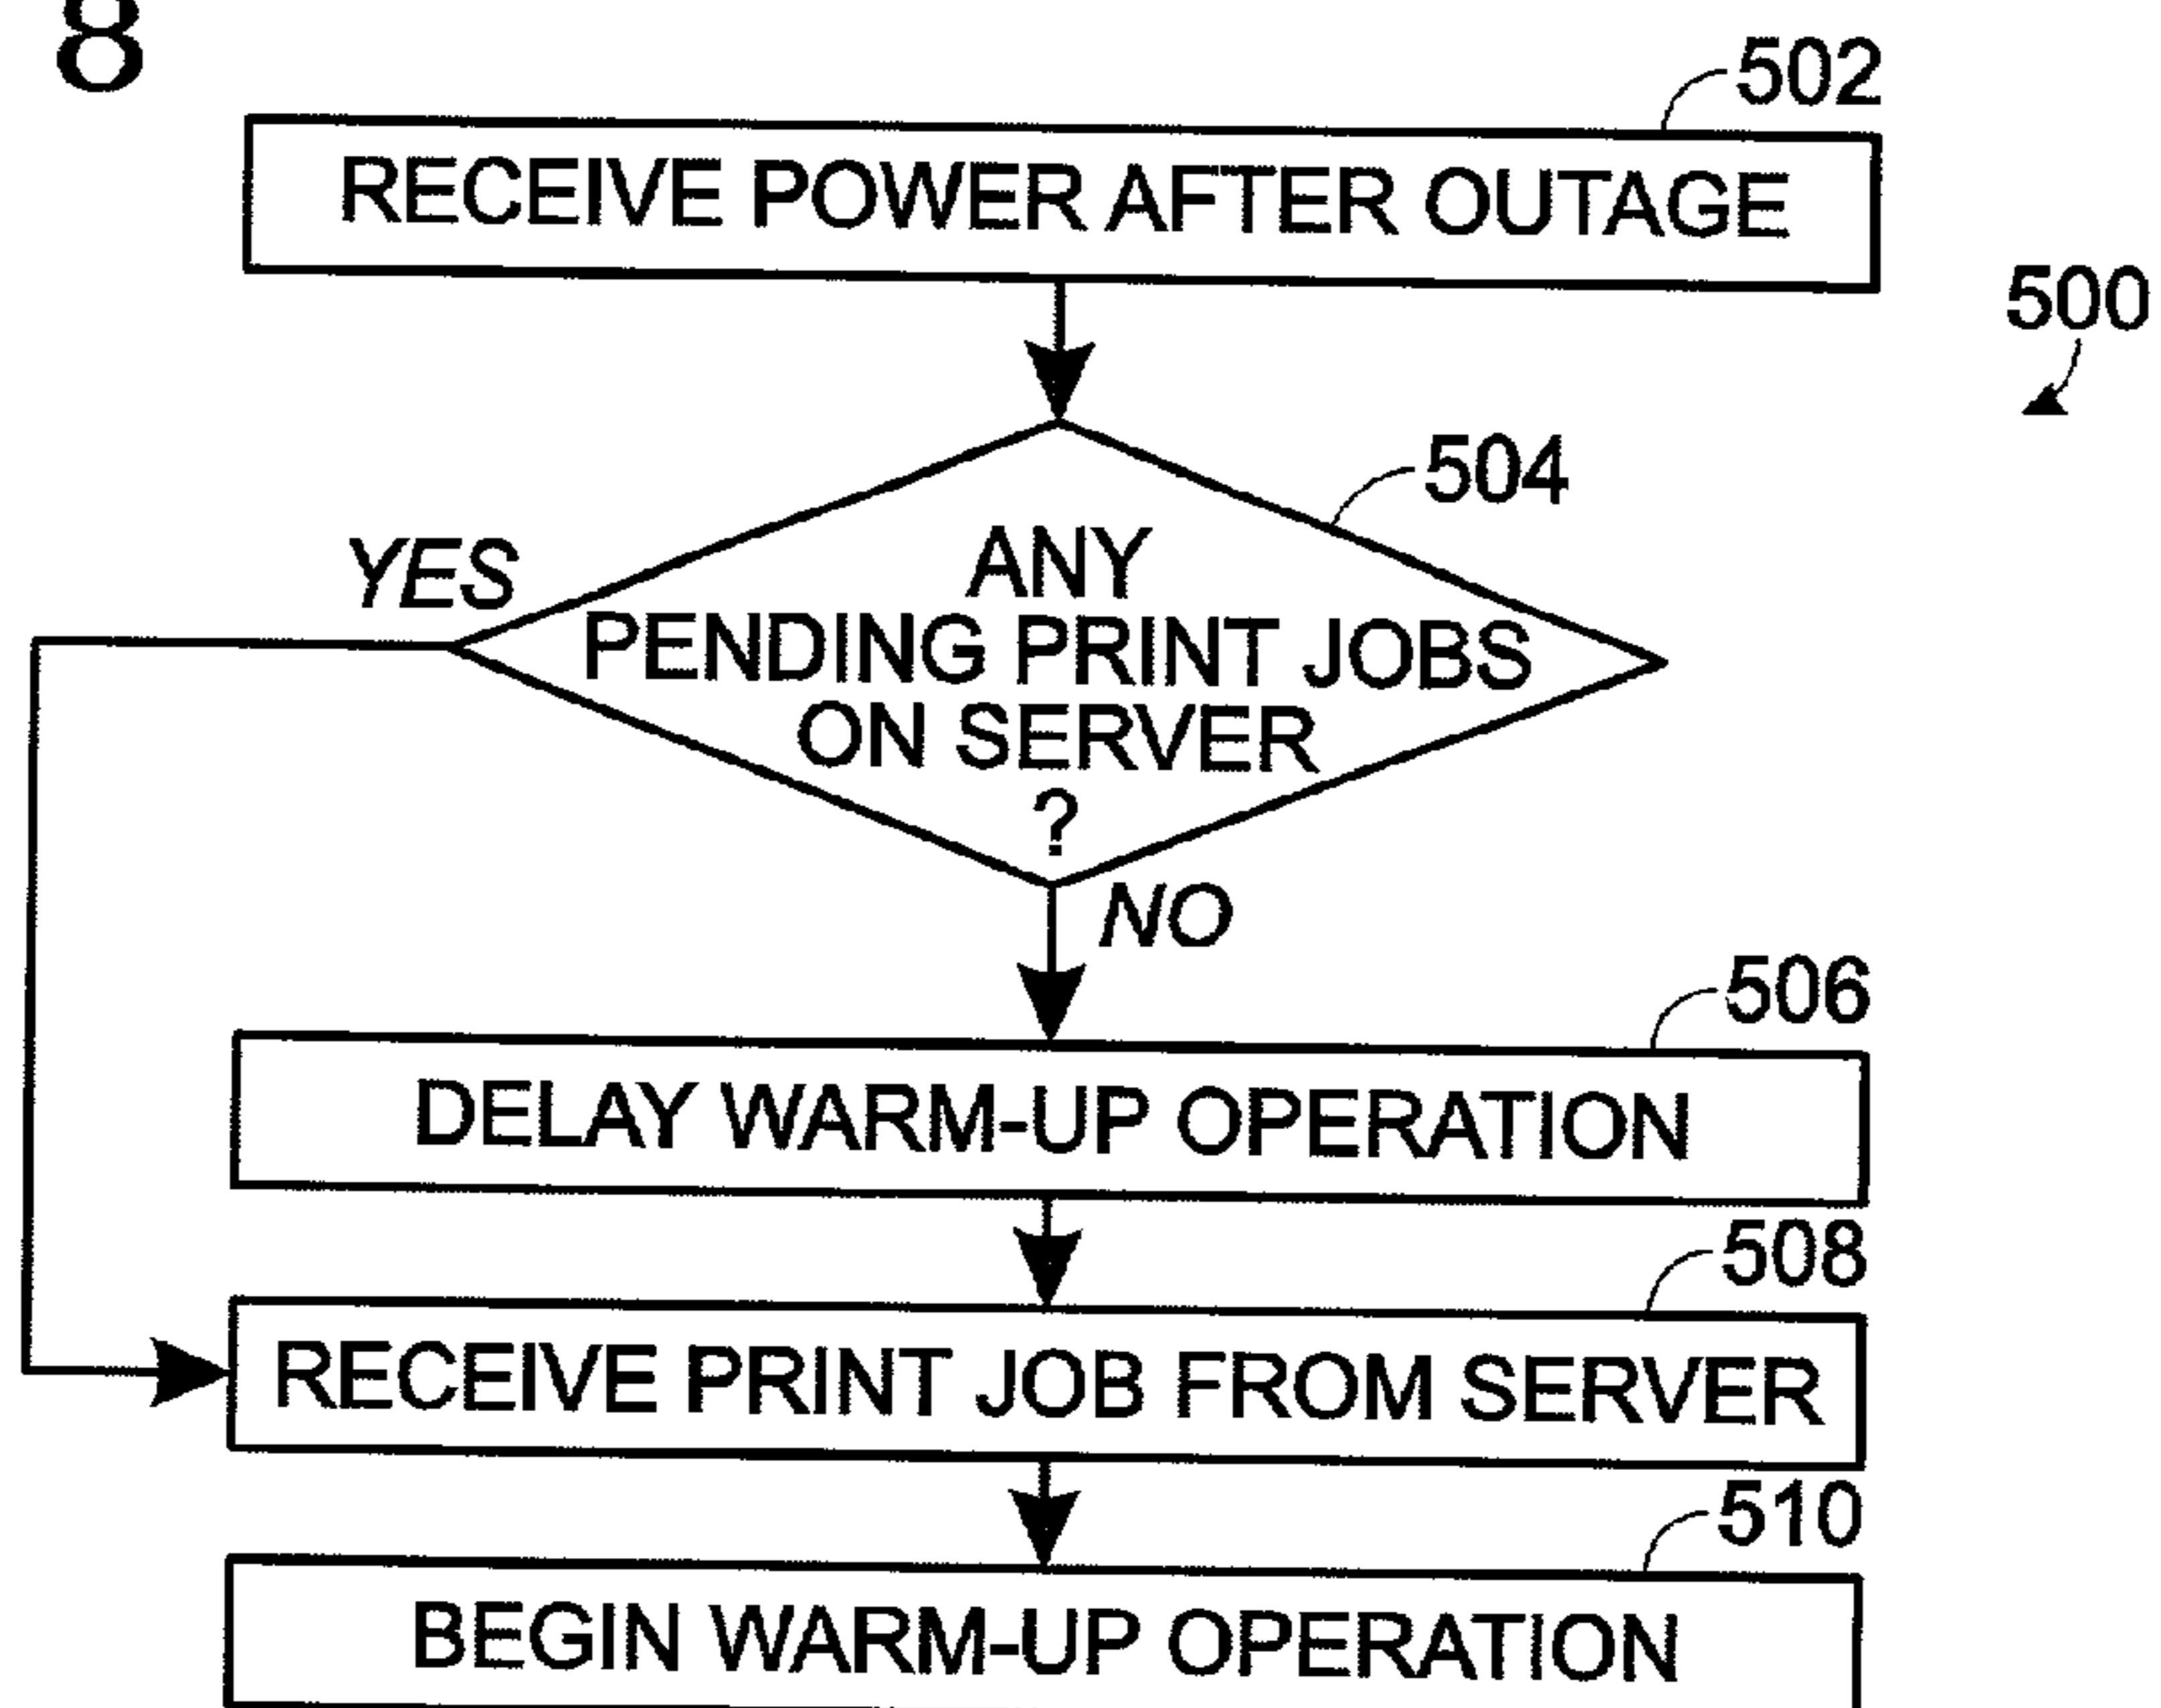 8
502
RECEIVE POWER AFTER OUTAGE
500
504
YES
ANY
PENDING PRINT JOBS
ON SERVER
?
NO
506
DELAY WARM-UP OPERATION
508
RECEIVE PRINT JOB FROM SERVER
510
BEGIN WARM-UP OPERATION